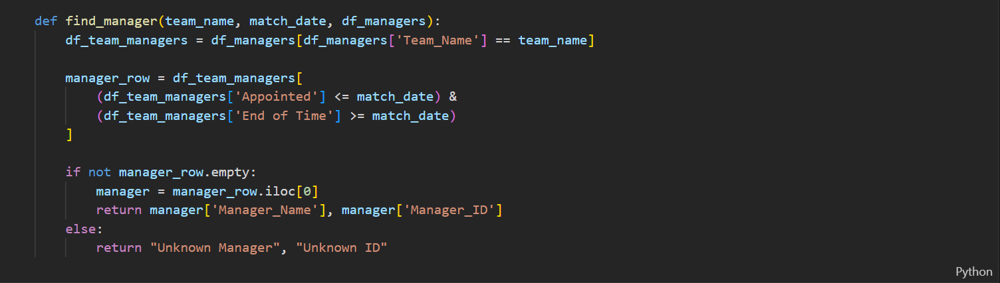 def find_manager(team_name, match_date, df_managers):
    df_team_managers = df_managers[df_managers['Team_Name'] == team_name]

    manager_row = df_team_managers[
        (df_team_managers['Appointed'] <= match_date) &
        (df_team_managers['End of Time'] >= match_date)
    ]

    if not manager_row.empty:
        manager = manager_row.iloc[0]
        return manager['Manager_Name'], manager['Manager_ID']
    else:
        return "Unknown Manager", "Unknown ID"
Python